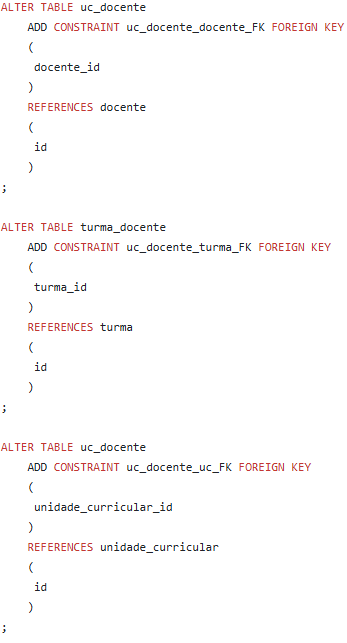 ALTER TABLE uc_docente
    ADD CONSTRAINT uc_docente_docente_FK FOREIGN KEY
    (
     docente_id
    )
    REFERENCES docente
    (
     id
    )
;

ALTER TABLE turma_docente
    ADD CONSTRAINT uc_docente_turma_FK FOREIGN KEY
    (
     turma_id
    )
    REFERENCES turma
    (
     id
    )
;

ALTER TABLE uc_docente
    ADD CONSTRAINT uc_docente_uc_FK FOREIGN KEY
    (
     unidade_curricular_id
    )
    REFERENCES unidade_curricular
    (
     id
    )
;